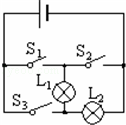 S₁ S₂
L₁
S₃ L₂